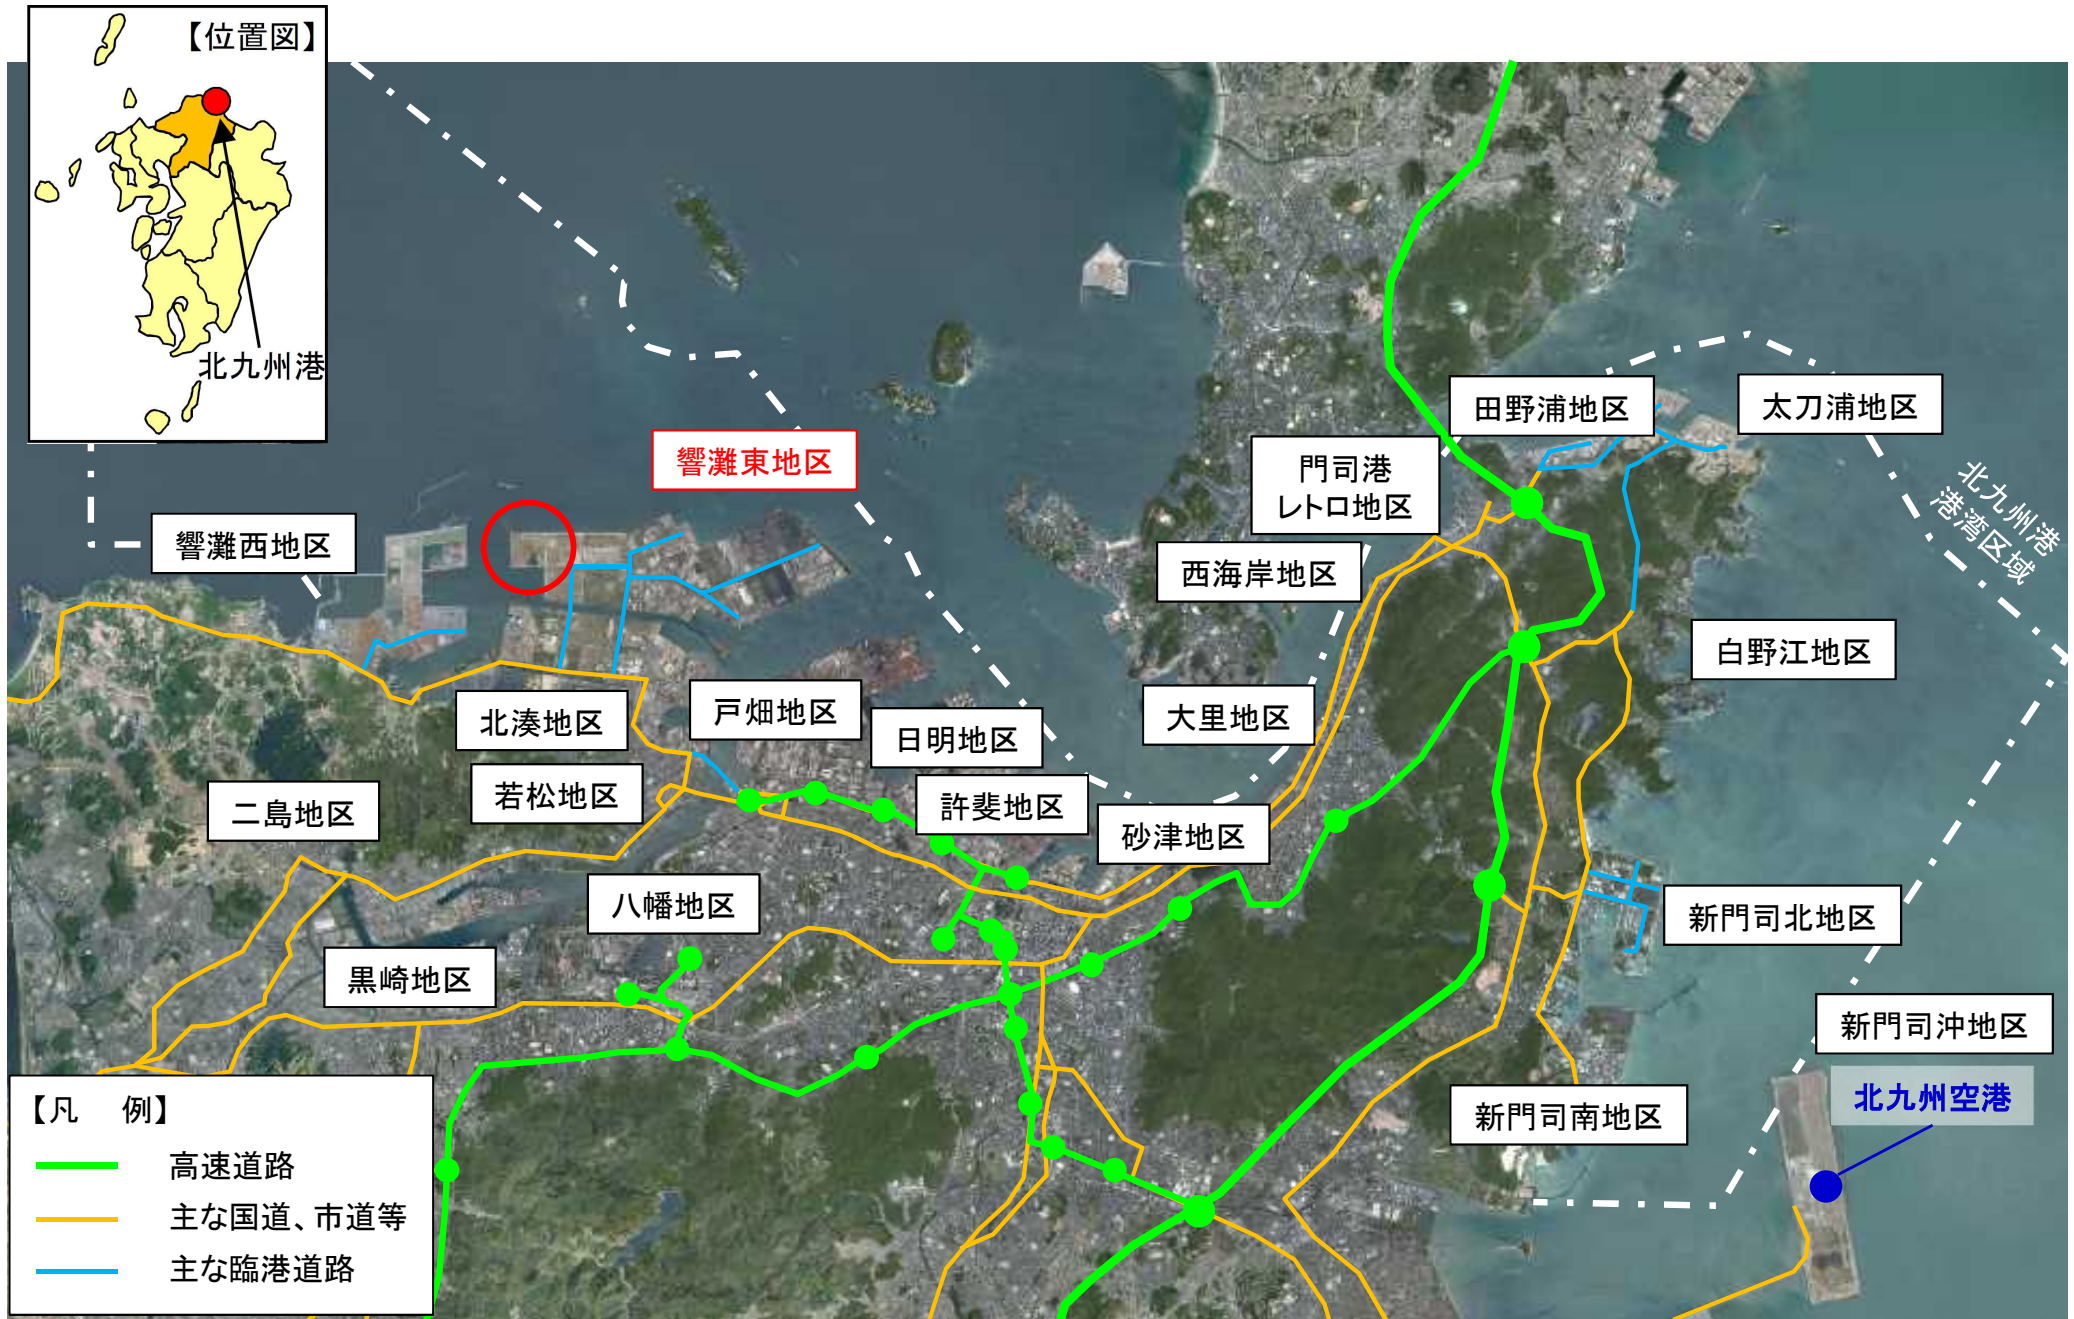 【位置図】
北九州港
響灘東地区
響灘西地区
田野浦地区
太刀浦地区
門司港
レトロ地区
西海岸地区
北九州港
港湾区域
大里地区
白野江地区
北湊地区
戸畑地区
日明地区
若松地区
許斐地区
二島地区
砂津地区
八幡地区
新門司北地区
黒崎地区
新門司沖地区
北九州空港
新門司南地区
【凡 例】
高速道路
主な国道、市道等
主な臨港道路